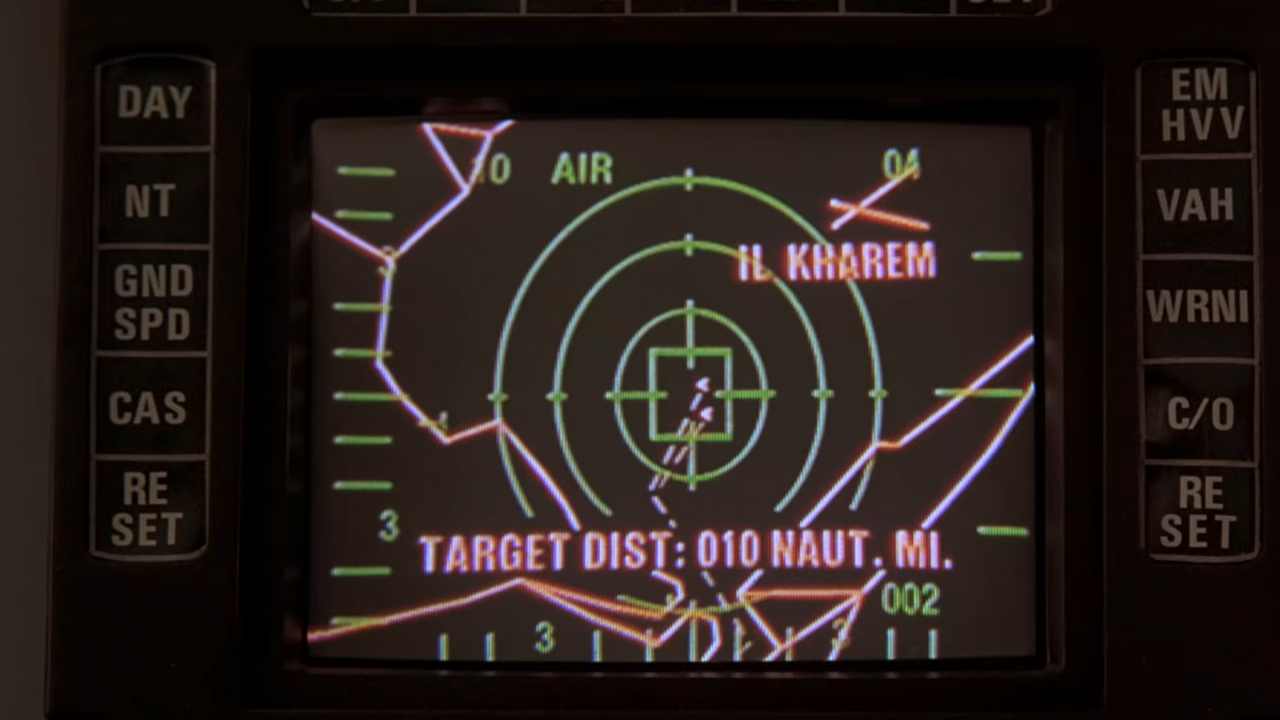 DAY
NT
GND
SPD
CAS
RE
SET
10 AIR 04
IL KHAREM
3
TARGET DIST: 010 NAUT. MI.
002
3 3
EM
HVV
VAH
WRNI
C/O
RE
SET